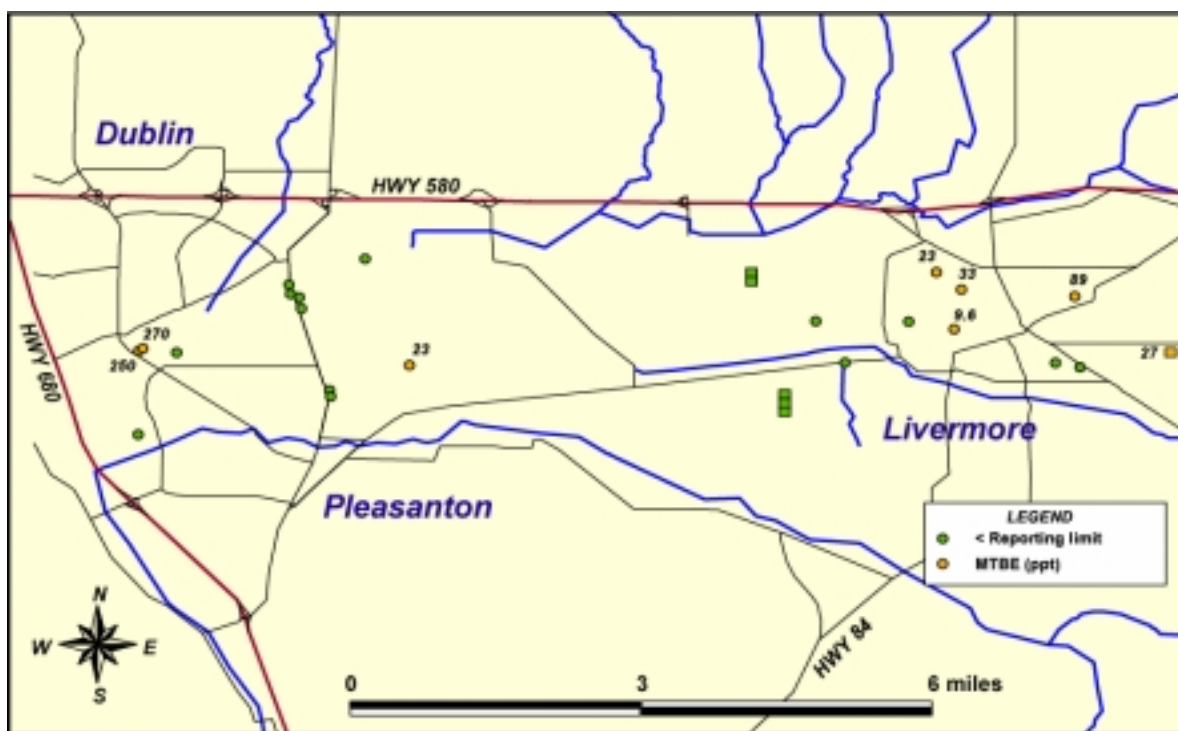 Dublin
HWY 580
23
33
89
9.6
270
250
23
27
HWY 680
Livermore
Pleasanton
LEGEND
< Reporting limit
MTBE (ppt)
N
W E
S
HWY 84
0 3 6 miles